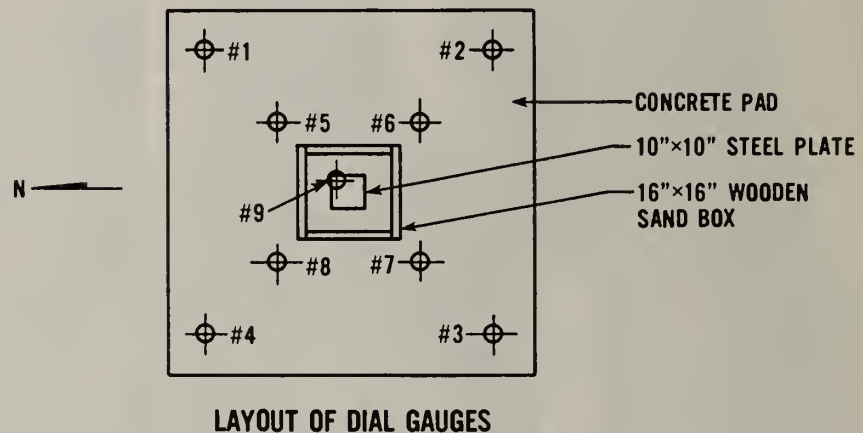 #1
#2
CONCRETE PAD
#5
#6
10"×10" STEEL PLATE
N
16"×16" WOODEN
SAND BOX
#9
#8
#7
#4
#3
LAYOUT OF DIAL GAUGES